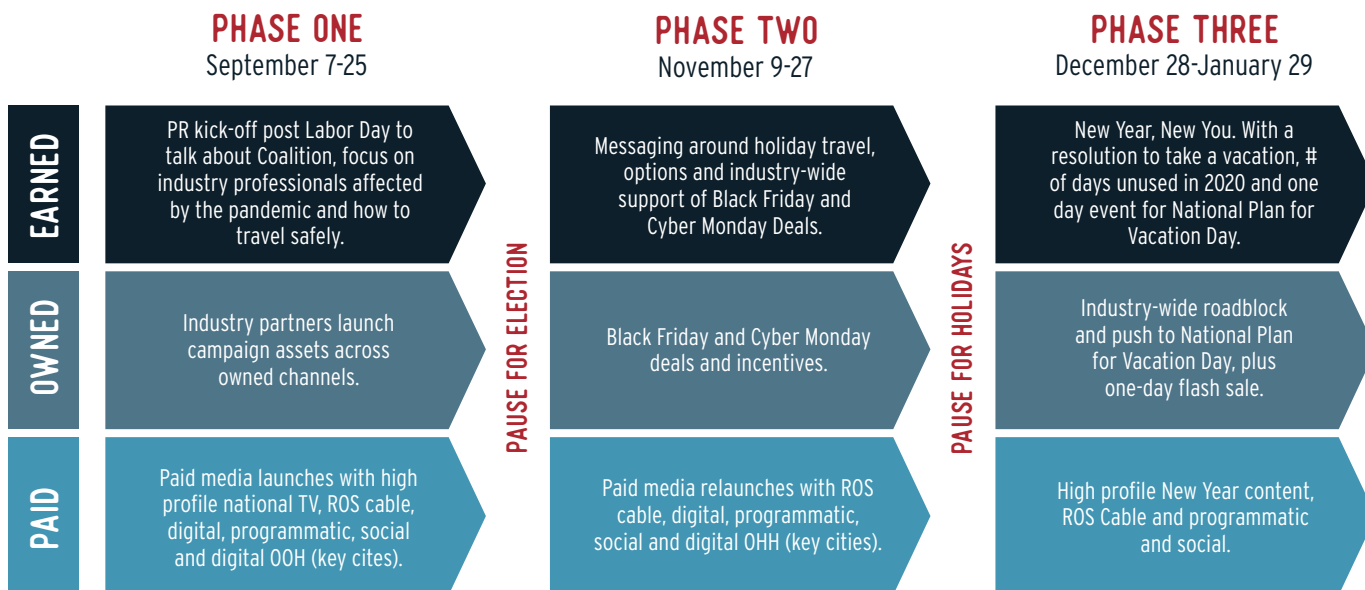 PHASE ONE
September 7-25
PHASE TWO
November 9-27
PHASE THREE
December 28-January 29
EARNED
PR kick-off post Labor Day to
talk about Coalition, focus on
industry professionals affected
by the pandemic and how to
travel safely.
Messaging around holiday travel,
options and industry-wide
support of Black Friday and
Cyber Monday Deals.
New Year, New You. With a
resolution to take a vacation, #
of days unused in 2020 and one
day event for National Plan for
Vacation Day.
OWNED
Industry partners launch
campaign assets across
owned channels.
PAUSE FOR ELECTION
Black Friday and Cyber Monday
deals and incentives.
PAUSE FOR HOLIDAYS
Industry-wide roadblock
and push to National Plan
for Vacation Day, plus
one-day flash sale.
PAID
Paid media launches with high
profile national TV, ROS cable,
digital, programmatic, social
and digital OOH (key cites).
Paid media relaunches with ROS
cable, digital, programmatic,
social and digital OHH (key cities).
High profile New Year content,
ROS Cable and programmatic
and social.